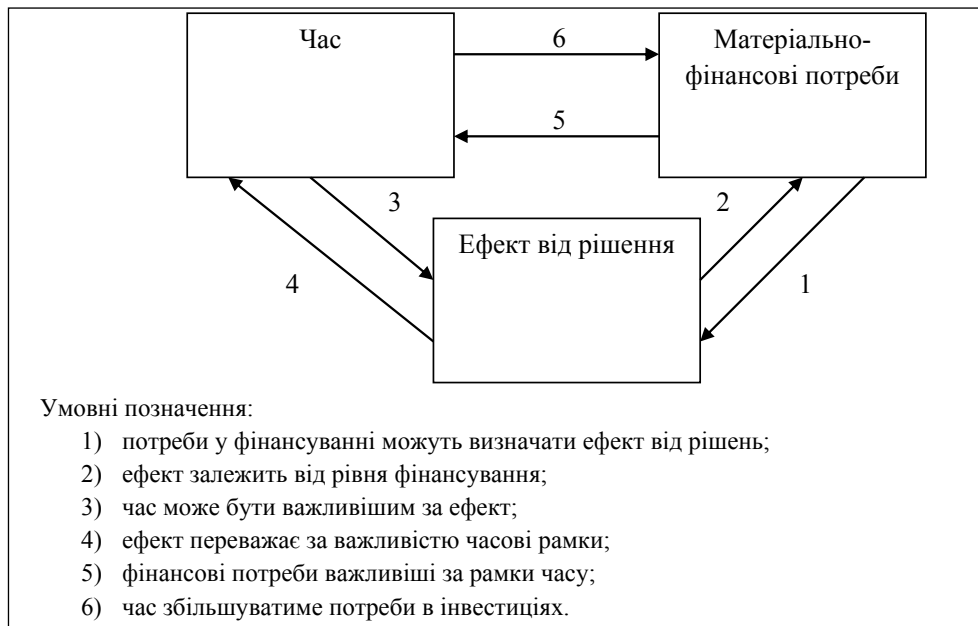 Час
6
Матеріально-
фінансові потреби
5
3
2
Ефект від рішення
4
1
Умовні позначення:
1) потреби у фінансуванні можуть визначати ефект від рішень;
2) ефект залежить від рівня фінансування;
3) час може бути важливішим за ефект;
4) ефект переважає за важливістю часові рамки;
5) фінансові потреби важливіші за рамки часу;
6) час збільшуватиме потреби в інвестиціях.